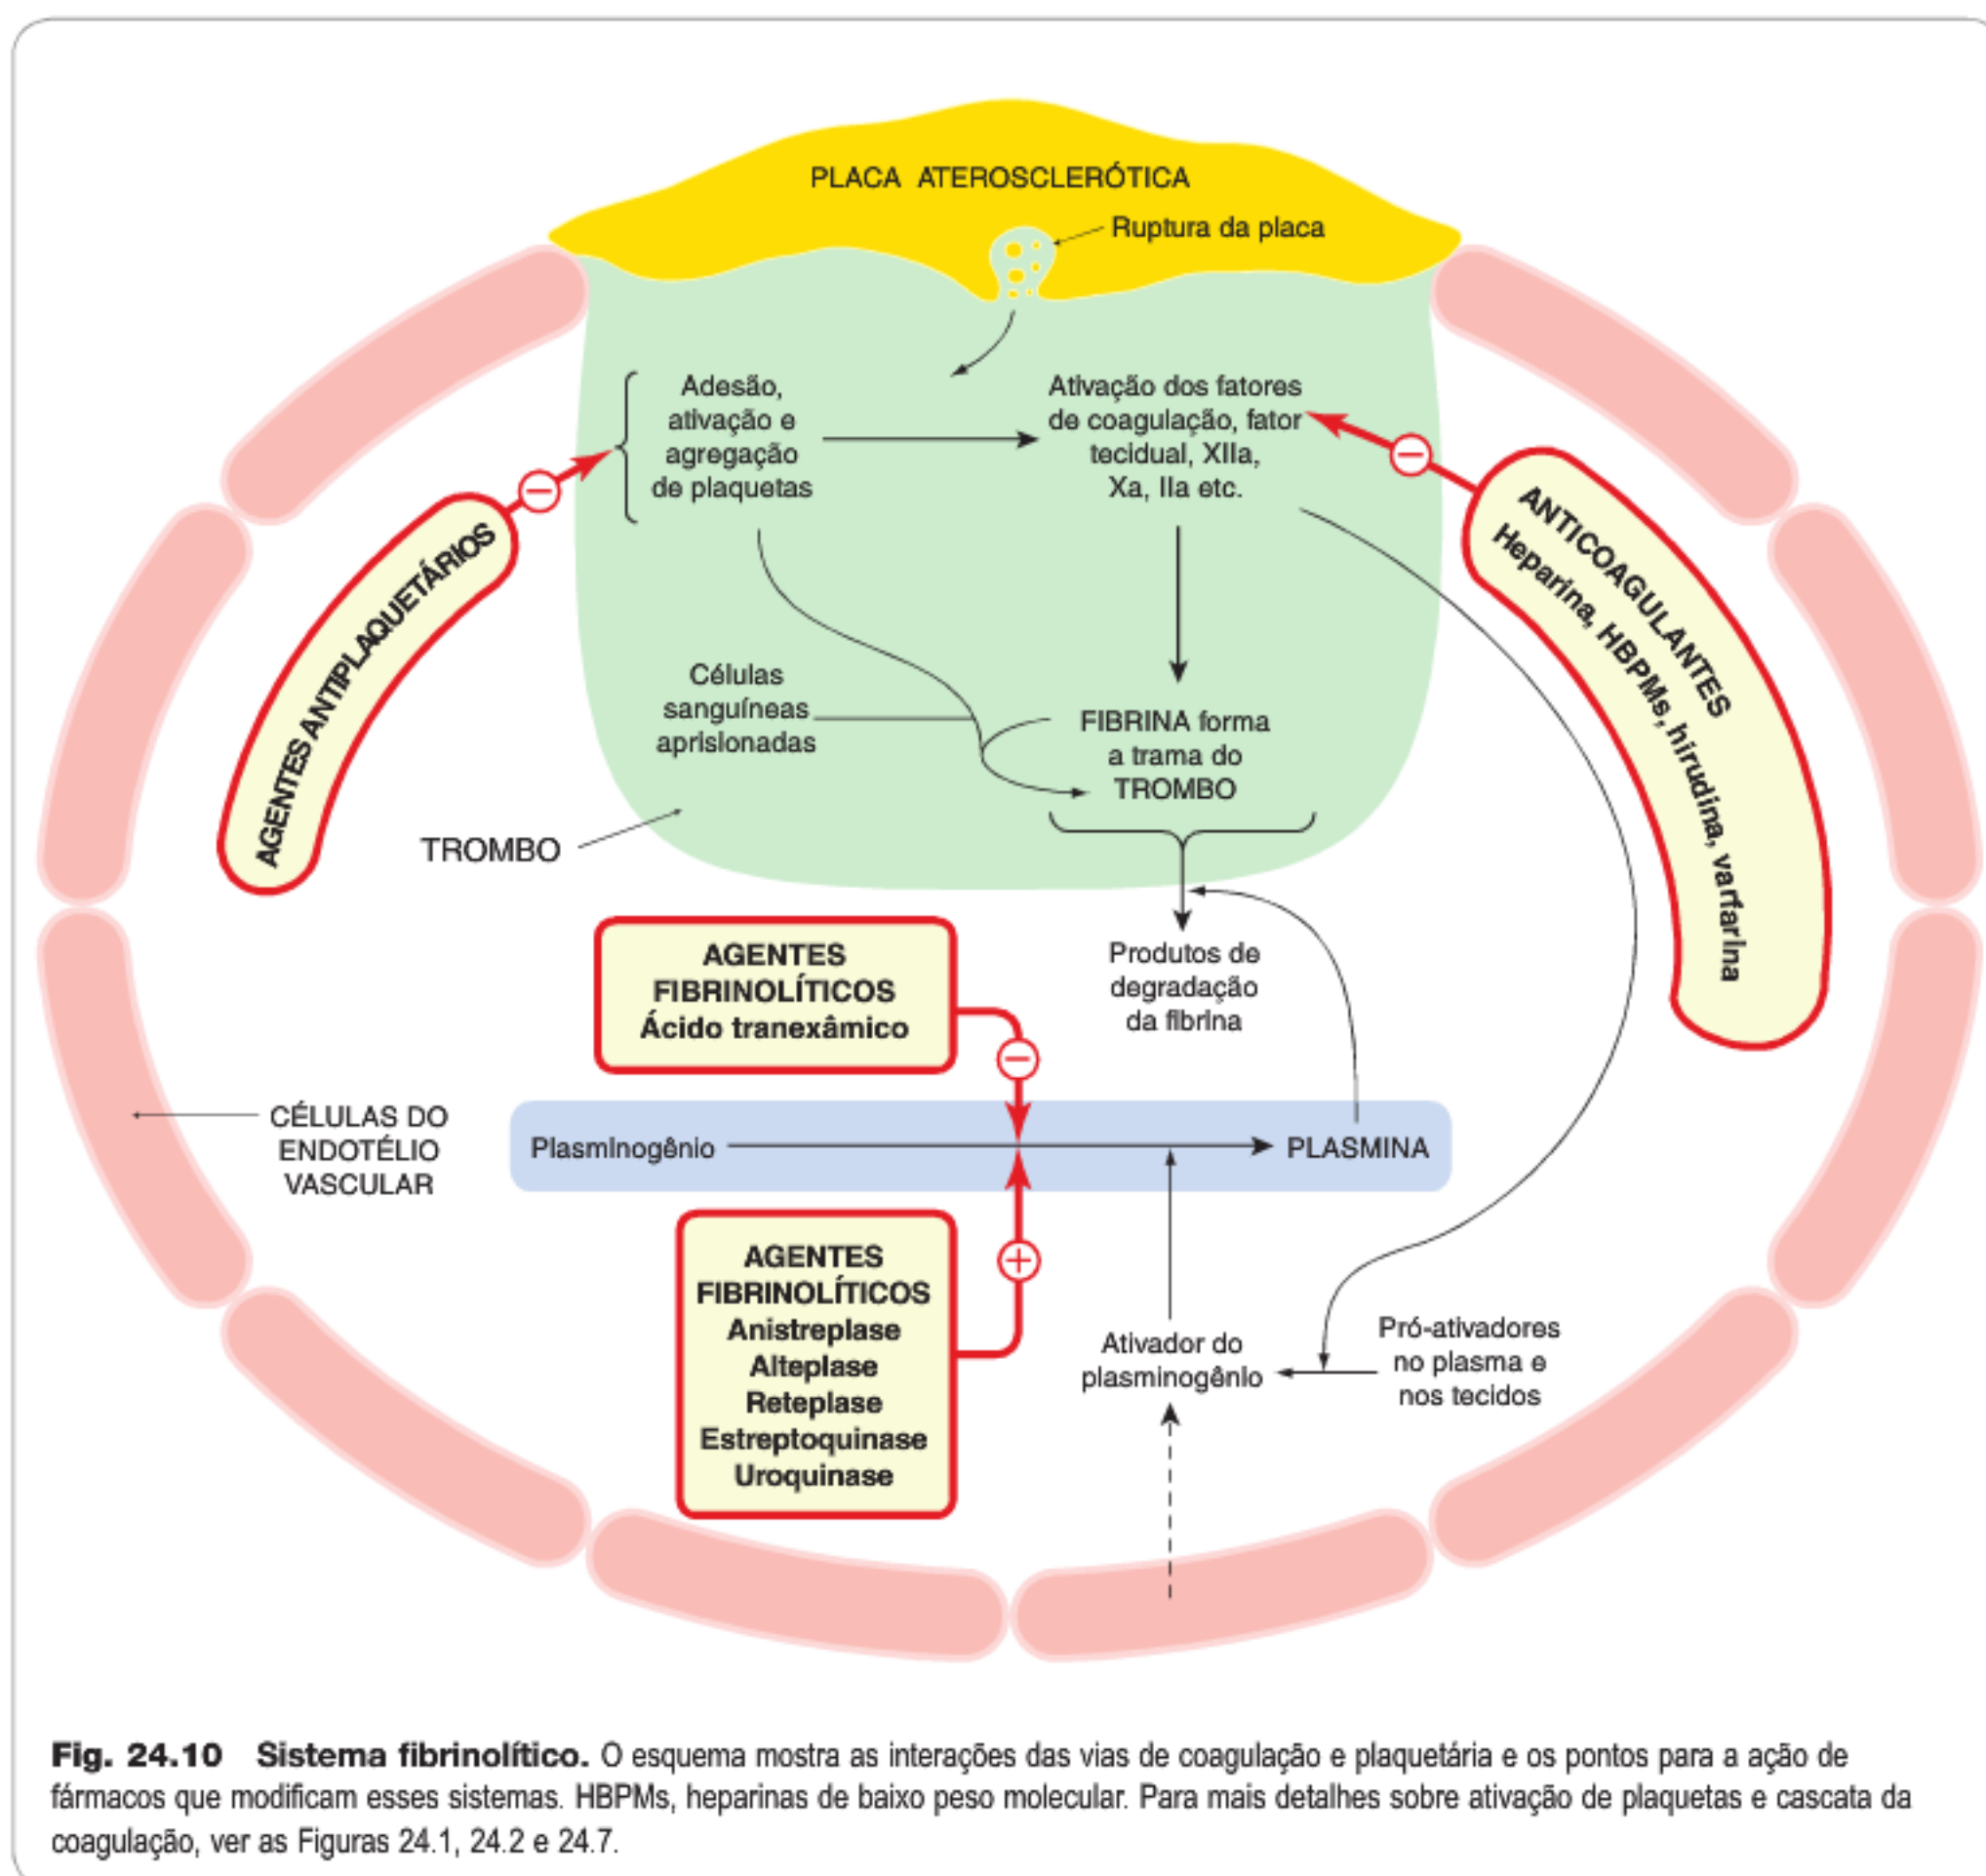 PLACA ATEROSCLERÓTICA
Ruptura da placa
Adesão,
ativação e
agregação
de plaquetas
Ativação dos fatores
de coagulação, fator
tecidual, XIIa,
Xa, IIa etc.
AGENTES ANTIPLAQUETÁRIOS
ANTICOAGULANTES
Heparina, HBPMs, hirudina, varfarina
Células
sanguíneas
aprisionadas
FIBRINA forma
a trama do
TROMBO
TROMBO
AGENTES
FIBRINOLÍTICOS
Ácido tranexâmico
Produtos de
degradação
da fibrina
CÉLULAS DO
ENDOTÉLIO
VASCULAR
Plasminogênio
PLASMINA
AGENTES
FIBRINOLÍTICOS
Anistreplase
Alteplase
Reteplase
Estreptoquinase
Uroquinase
Ativador do
plasminogênio
Pró-ativadores
no plasma e
nos tecidos
Fig. 24.10 Sistema fibrinolítico. O esquema mostra as interações das vias de coagulação e plaquetária e os pontos para a ação de
fármacos que modificam esses sistemas. HBPMs, heparinas de baixo peso molecular. Para mais detalhes sobre ativação de plaquetas e cascata da
coagulação, ver as Figuras 24.1, 24.2 e 24.7.